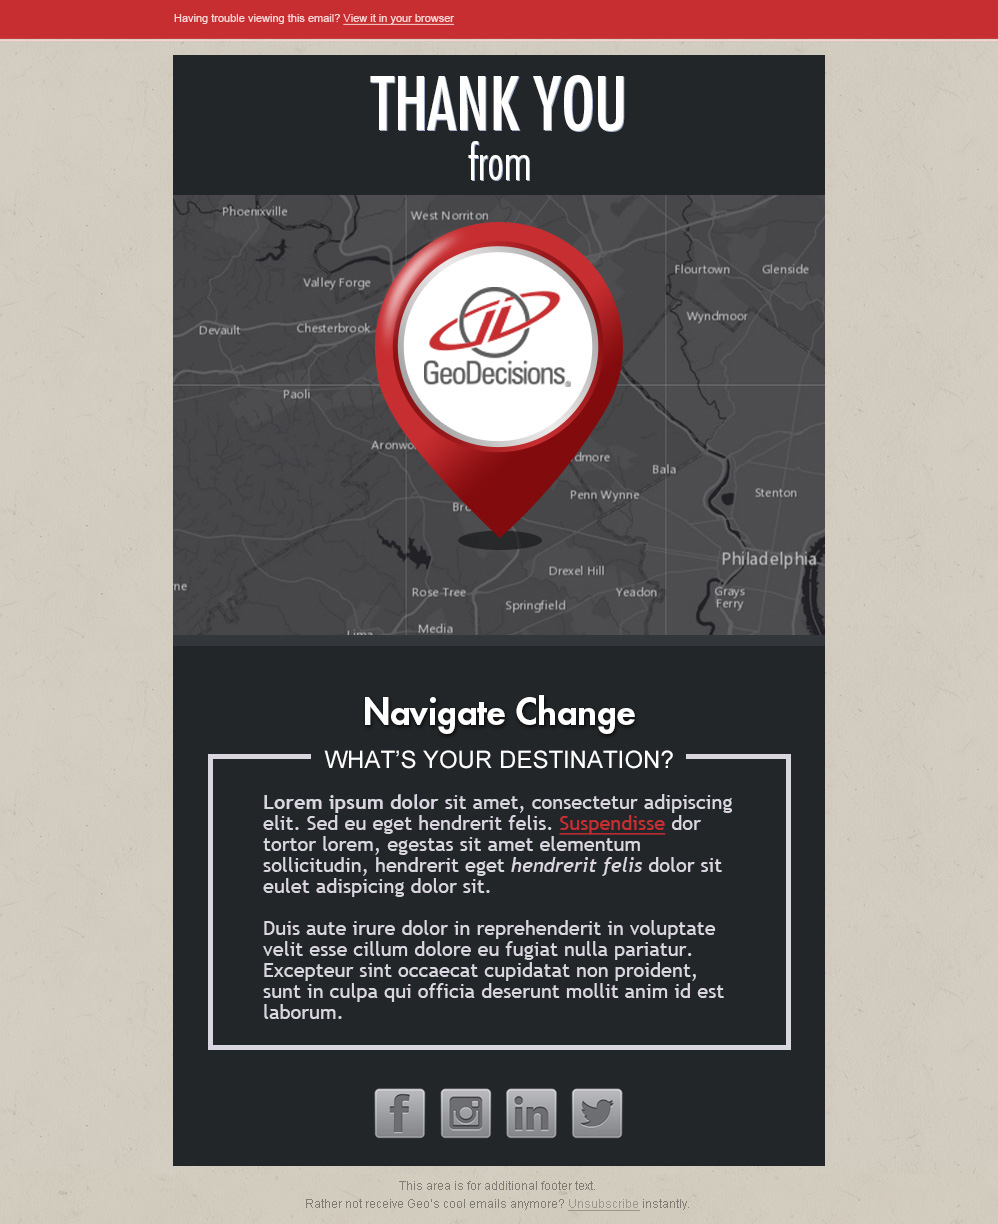 Having trouble viewing this email? View it in your browser
THANK YOU
from
Phoenixville
West Norriton
Flourtown
Glenside
Valley Forge
Wyndmoor
Devault
Chesterbrook
GeoDecisions
Paoli
Bala
Penn Wynne
Stenton
Philadelphia
Drexel Hill
Rose Tree
Yeadon
Grays
Ferry
Springfield
Media
Lima
Navigate Change
WHAT'S YOUR DESTINATION?
Lorem ipsum dolor sit amet, consectetur adipiscing
elit. Sed eu eget hendrerit felis. Suspendisse dor
tortor lorem, egestas sit amet elementum
sollicitudin, hendrerit eget hendrerit felis dolor sit
eulet adispicing dolor sit.
Duis aute irure dolor in reprehenderit in voluptate
velit esse cillum dolore eu fugiat nulla pariatur.
Excepteur sint occaecat cupidatat non proident,
sunt in culpa qui officia deserunt mollit anim id est
laborum.
This area is for additional footer text.
Rather not receive Geo's cool emails anymore? Unsubscribe instantly.